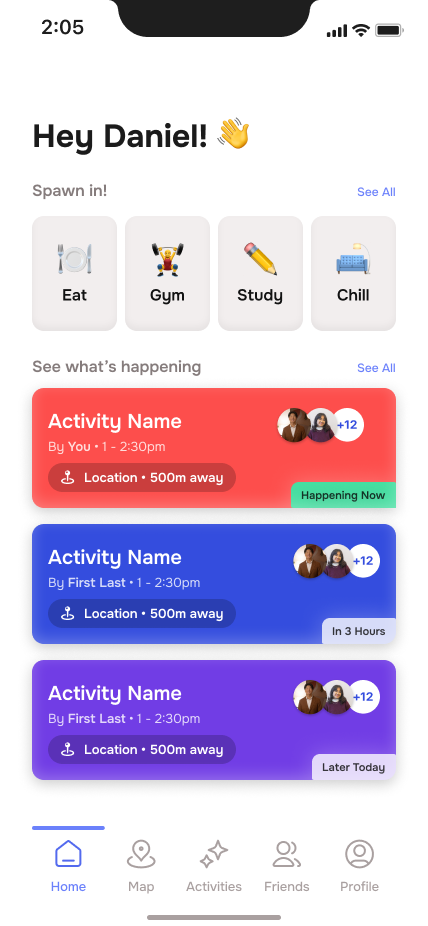 2:05
Hey Daniel! 👋
Spawn in!
See All
Eat
Gym
Study
Chill
See what's happening
See All
Activity Name
+12
By You • 1 - 2:30pm
Location • 500m away
Happening Now
Activity Name
+12
By First Last • 1 - 2:30pm
Location • 500m away
In 3 Hours
Activity Name
+12
By First Last • 1 - 2:30pm
Location • 500m away
Later Today
Home
Map
Activities
Friends
Profile